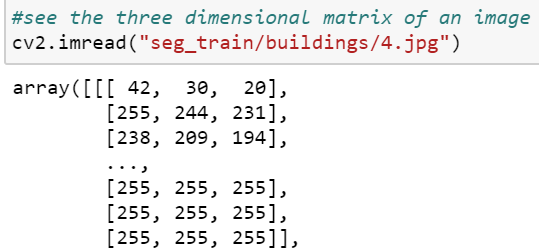 #see the three dimensional matrix of an image
cv2.imread("seg_train/buildings/4.jpg")
array([[[ 42,  30,  20],
        [255, 244, 231],
        [238, 209, 194],
        ...,
        [255, 255, 255],
        [255, 255, 255],
        [255, 255, 255]],